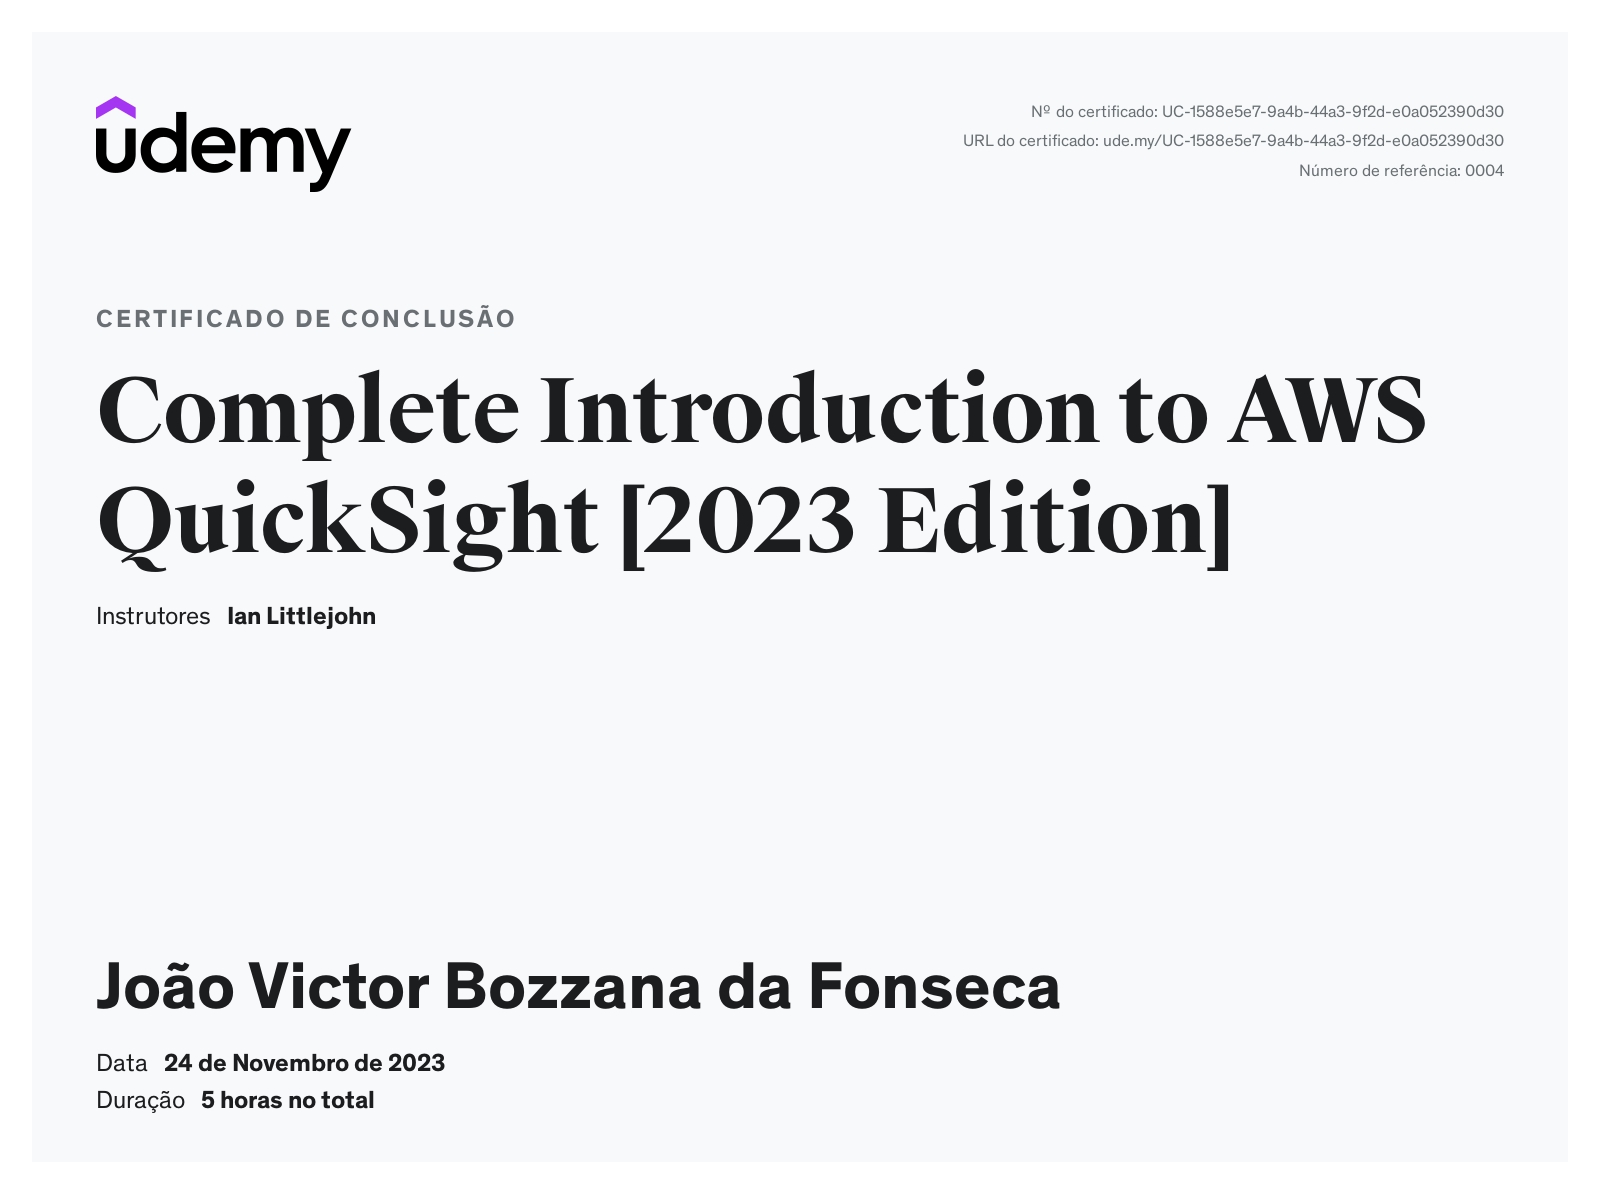 udemy
Nº do certificado: UC-1588e5e7-9a4b-44a3-9f2d-e0a052390d30
URL do certificado: ude.my/UC-1588e5e7-9a4b-44a3-9f2d-e0a052390d30
Número de referência: 0004
CERTIFICADO DE CONCLUSÃO
Complete Introduction to AWS
QuickSight [2023 Edition]
Instrutores Ian Littlejohn
João Victor Bozzana da Fonseca
Data 24 de Novembro de 2023
Duração 5 horas no total